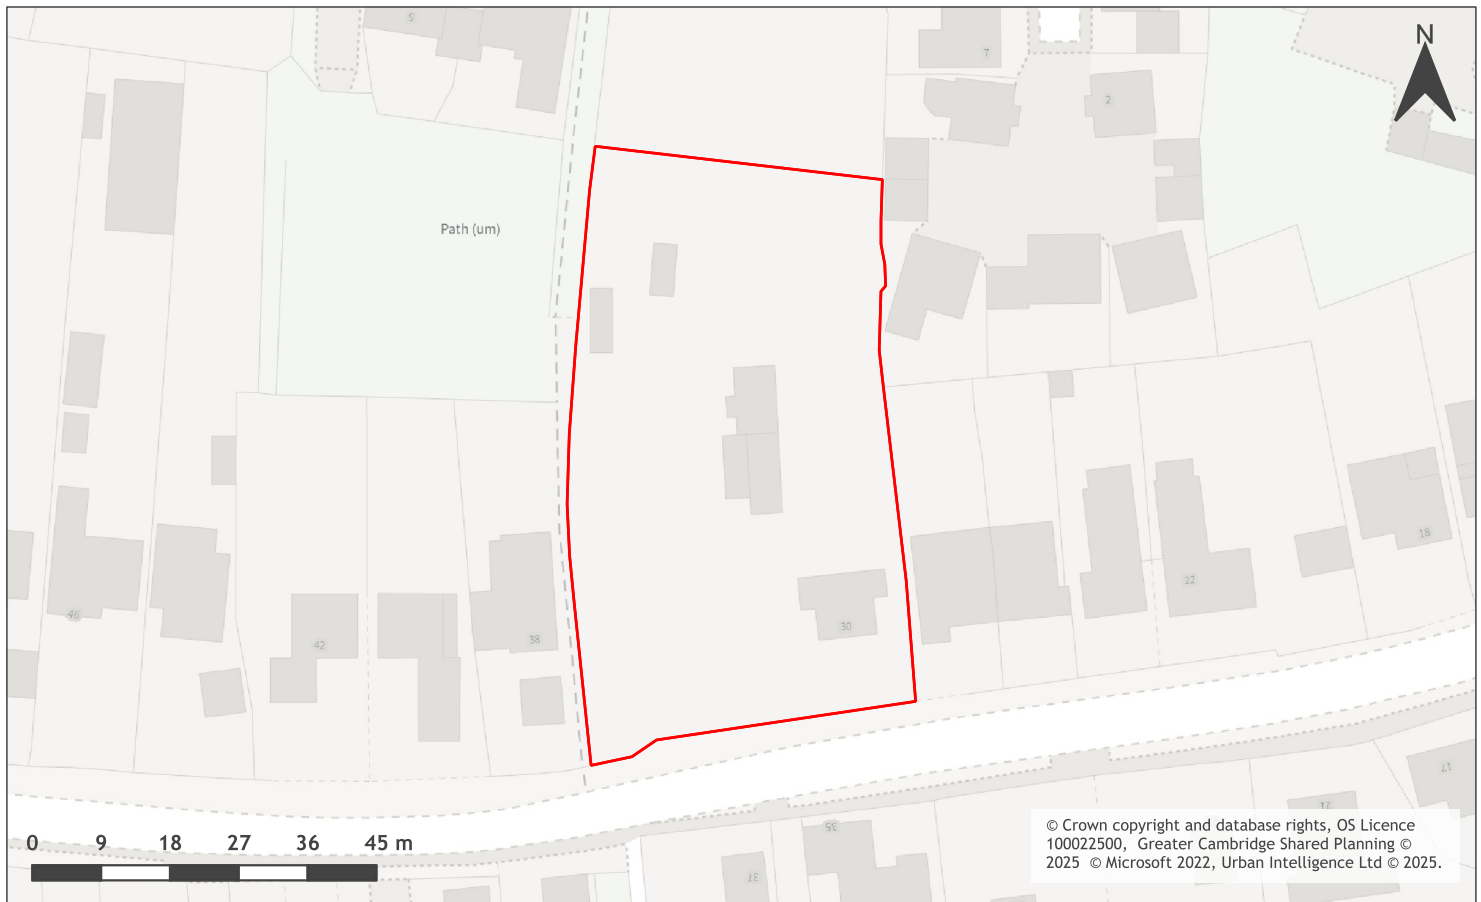 5
N
7
2
Path (um)
18
22
46
42
38
30
17
21
35
37
0 9 18 27 36 45 m
© Crown copyright and database rights, OS Licence
100022500, Greater Cambridge Shared Planning ©
2025 © Microsoft 2022, Urban Intelligence Ltd © 2025.